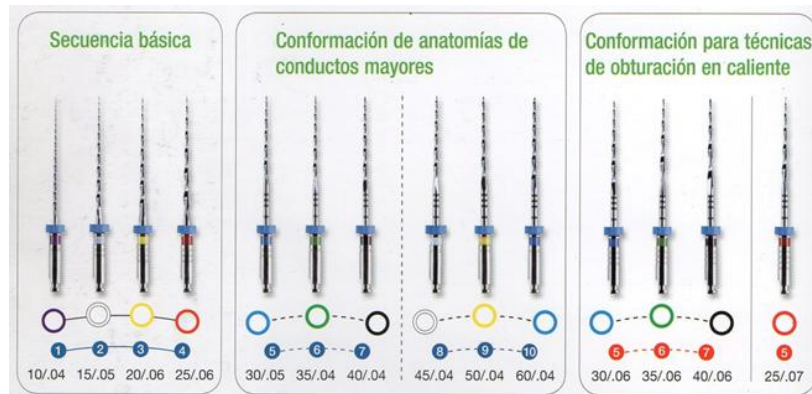 Secuencia básica
Conformación de anatomías de
conductos mayores
Conformación para técnicas
de obturación en caliente
1 2 3 4
5 6 7
8 9 10
5 6 7
5
10/.04 15/.05 20/.06 25/.06
30/.05 35/.04 40/.04
45/.04 50/.04 60/.04
30/.06 35/.06 40/.06
25/.07